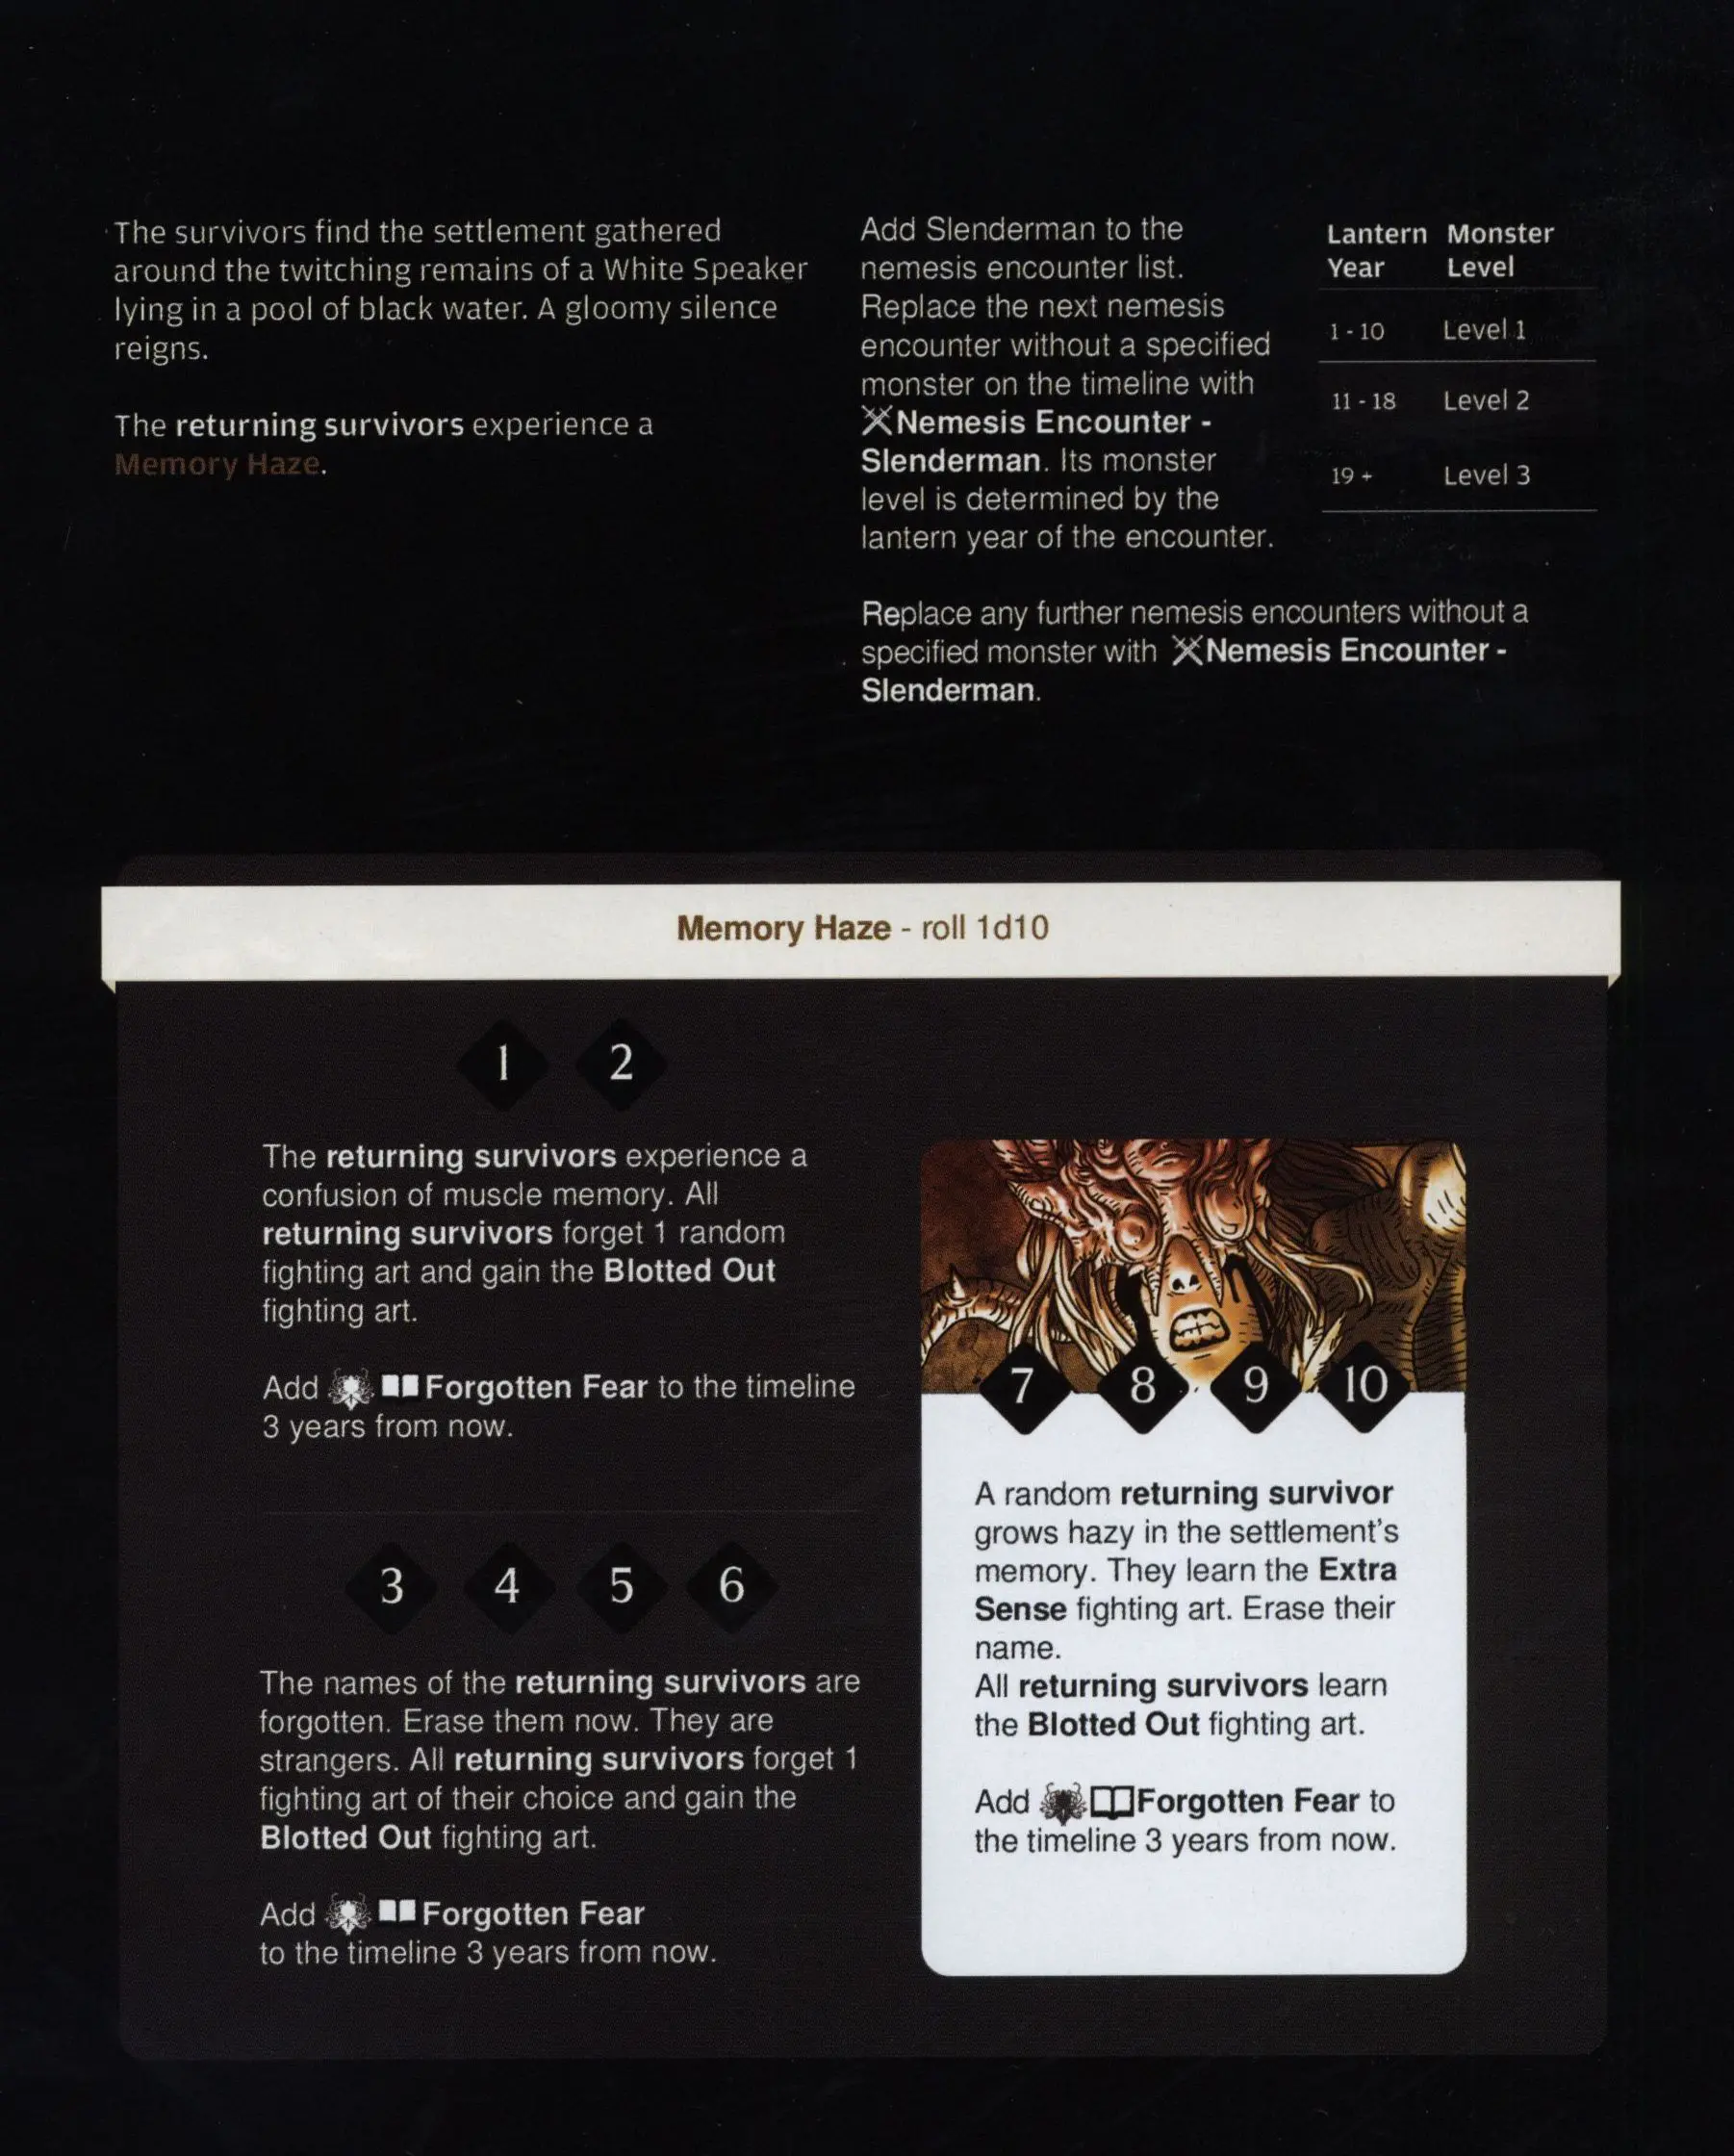 The survivors find the settlement gathered
around the twitching remains of a White Speaker
lying in a pool of black water. A gloomy silence
reigns.
The returning survivors experience a
Memory Haze.
Add Slenderman to the
nemesis encounter list.
Replace the next nemesis
encounter without a specified
monster on the timeline with
Nemesis Encounter -
Slenderman. Its monster
level is determined by the
lantern year of the encounter.
Replace any further nemesis encounters without a
specified monster with Nemesis Encounter -
Slenderman.
Lantern Monster
Year Level
1 - 10 Level 1
11 - 18 Level 2
19 + Level 3
Memory Haze - roll 1d10
1 2
The returning survivors experience a
confusion of muscle memory. All
returning survivors forget 1 random
fighting art and gain the Blotted Out
fighting art.
Add Forgotten Fear to the timeline
3 years from now.
3 4 5 6
The names of the returning survivors are
forgotten. Erase them now. They are
strangers. All returning survivors forget 1
fighting art of their choice and gain the
Blotted Out fighting art.
Add Forgotten Fear
to the timeline 3 years from now.
7 8 9 10
A random returning survivor
grows hazy in the settlement's
memory. They learn the Extra
Sense fighting art. Erase their
name.
All returning survivors learn
the Blotted Out fighting art.
Add Forgotten Fear to
the timeline 3 years from now.